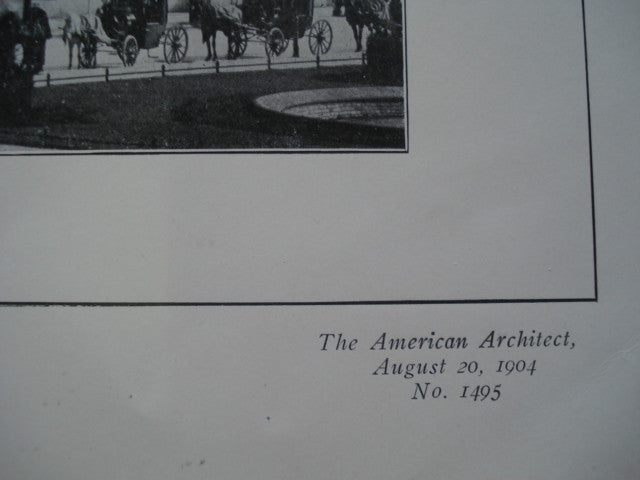 The American Architect,
August 20, 1904
No. 1495